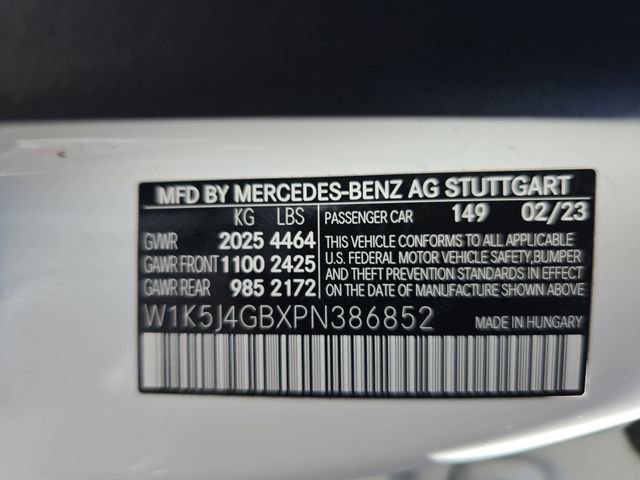 MFD BY MERCEDES-BENZ AG STUTTGART
KG LBS PASSENGER CAR 149 02/23
GVWR 2025 4464 THIS VEHICLE CONFORMS TO ALL APPLICABLE
U.S. FEDERAL MOTOR VEHICLE SAFETY, BUMPER
GAWR FRONT 1100 2425 AND THEFT PREVENTION STANDARDS IN EFFECT
GAWR REAR 985 2172 ON THE DATE OF MANUFACTURE SHOWN ABOVE.
W1K5J4GBXPN386852 MADE IN HUNGARY